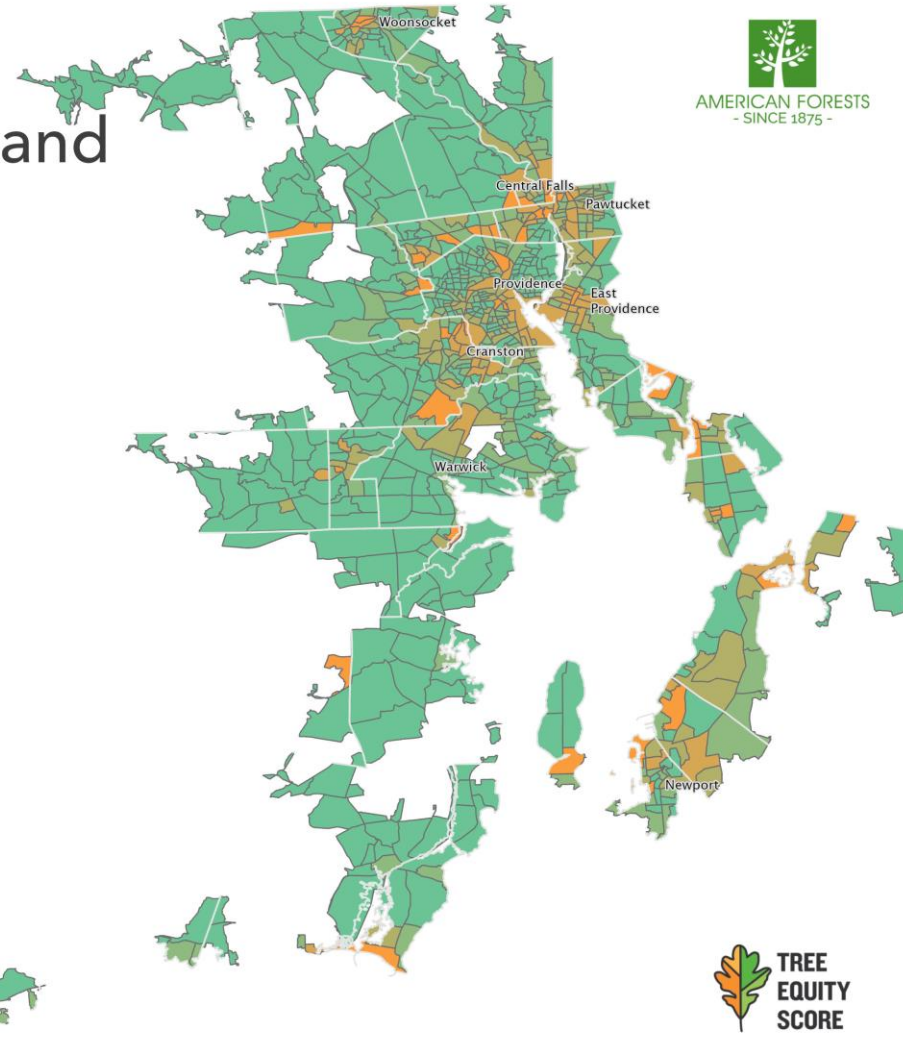 Woonsocket
AMERICAN FORESTS
- SINCE 1875 -
and
Central Falls
Pawtucket
Providence
East
Providence
Cranston
Warwick
Newport
TREE
EQUITY
SCORE